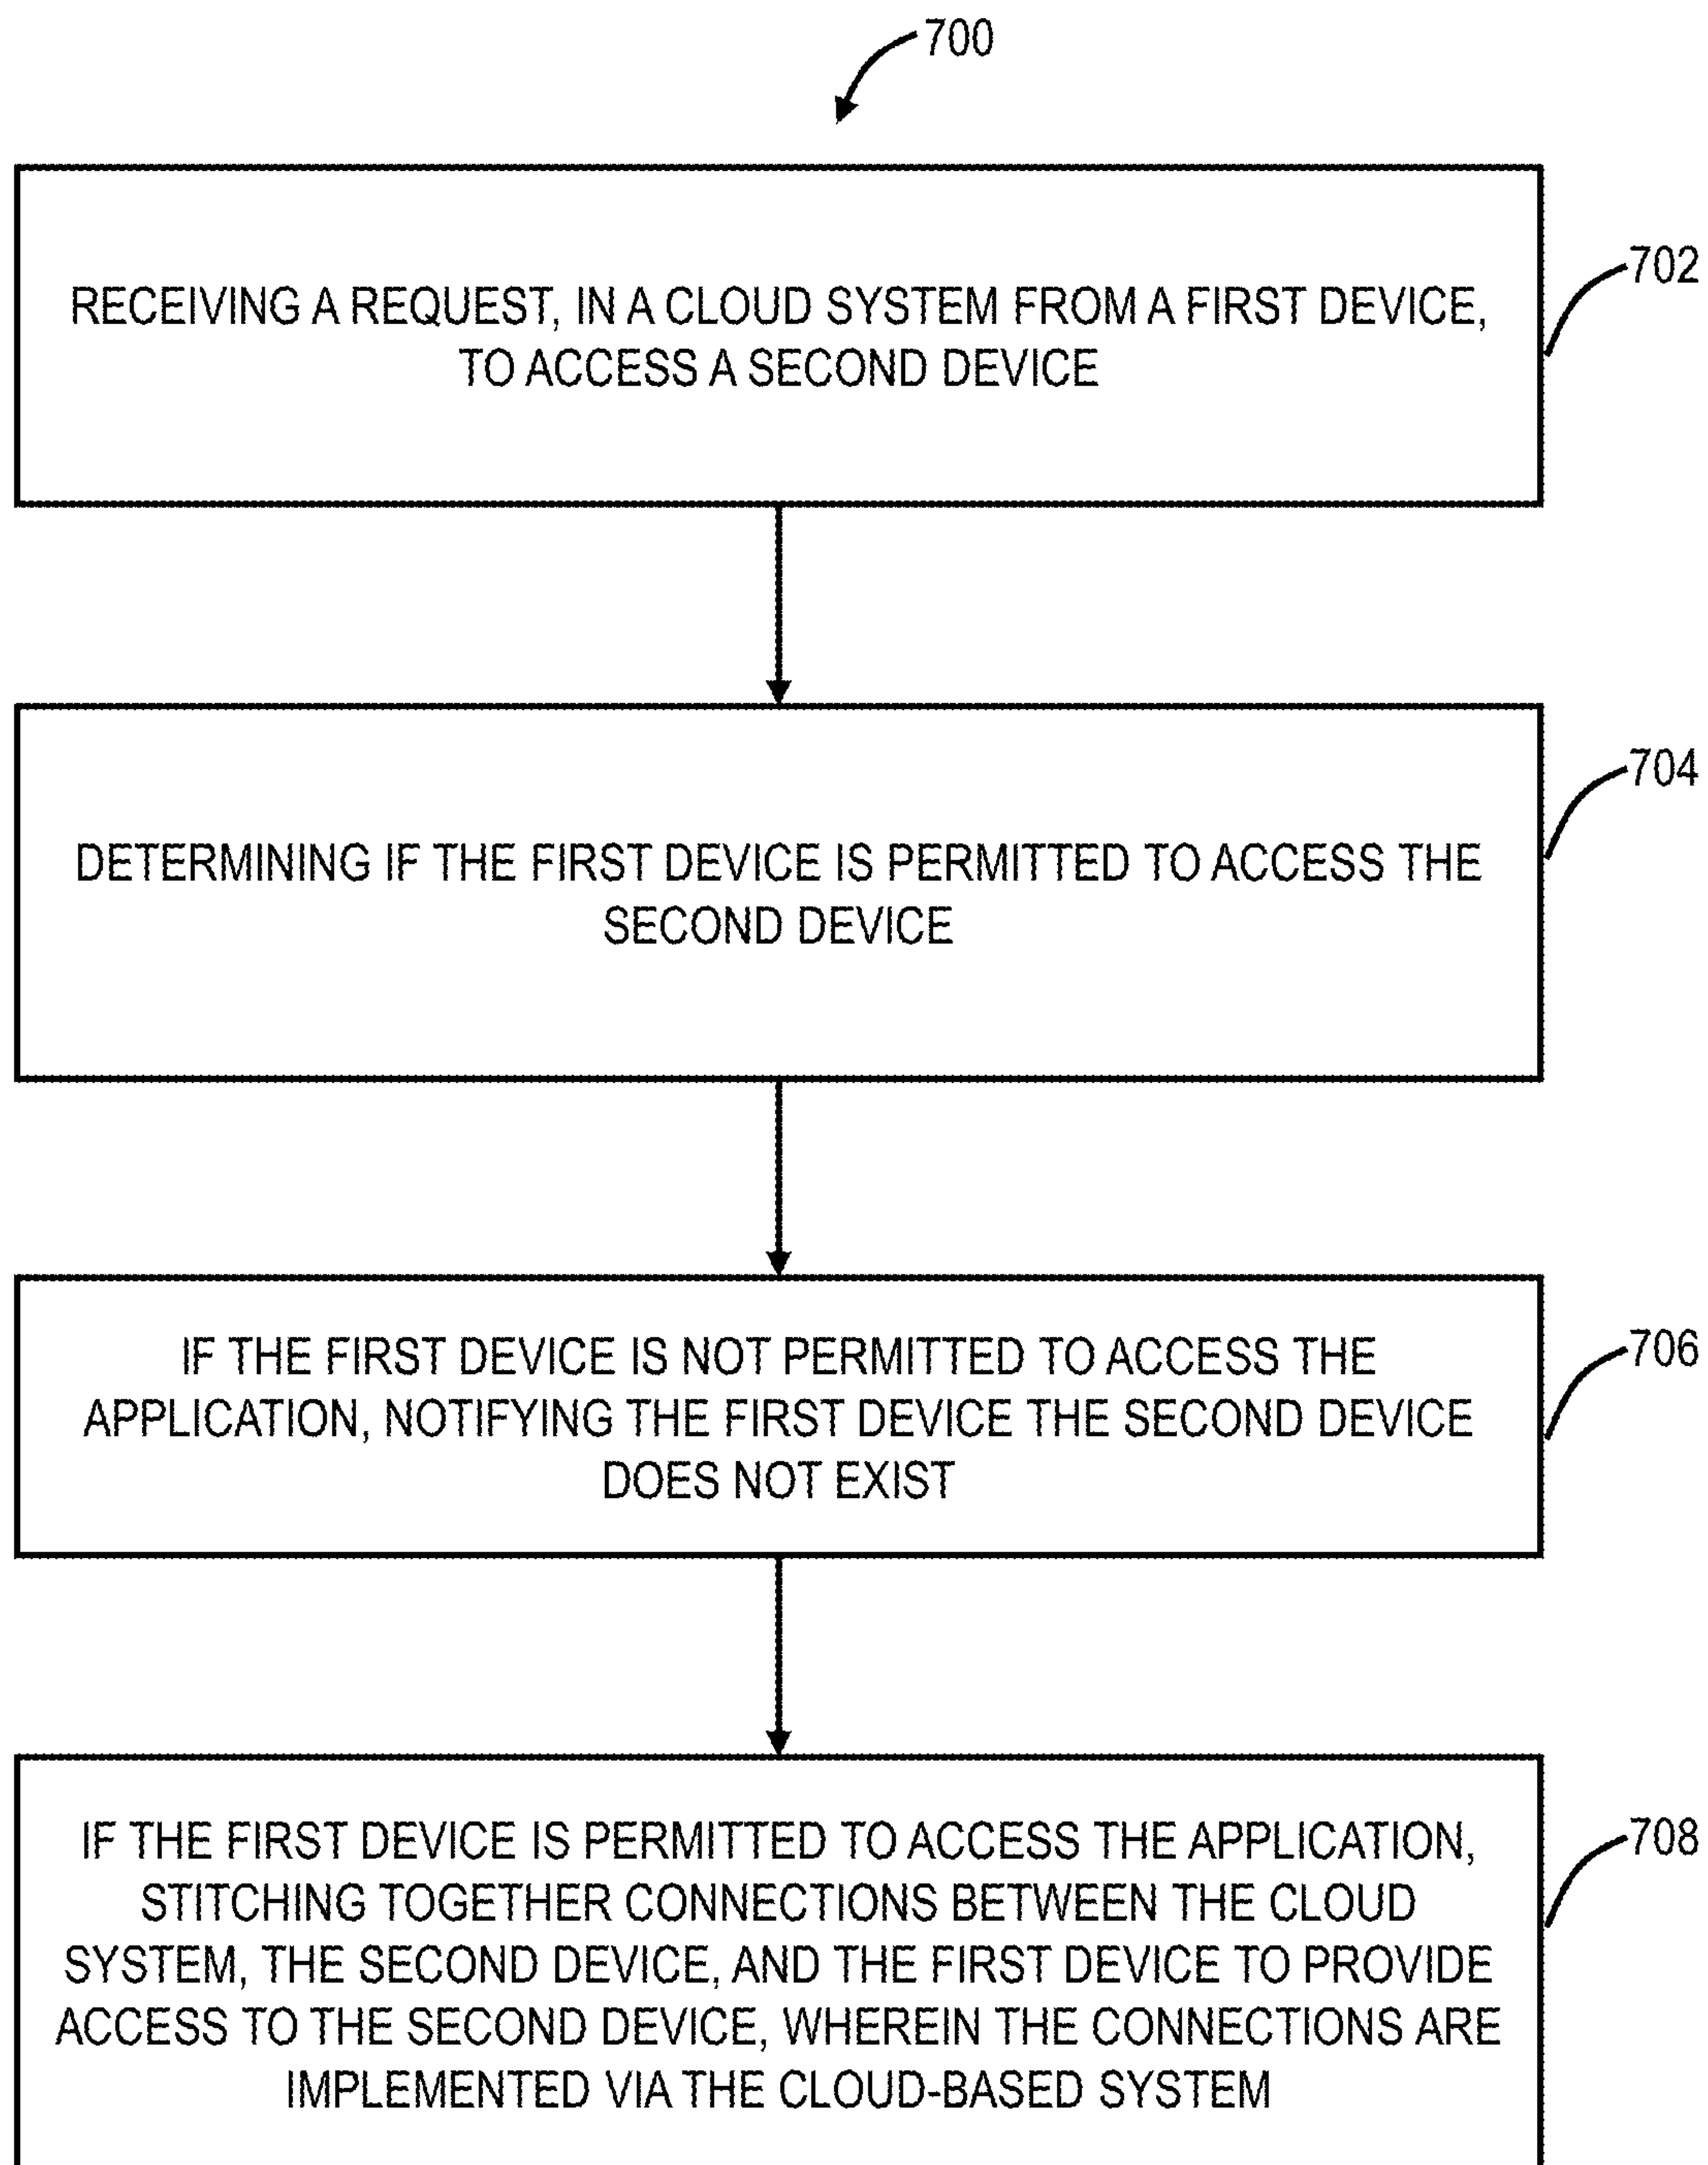 700
RECEIVING A REQUEST, IN A CLOUD SYSTEM FROM A FIRST DEVICE,
TO ACCESS A SECOND DEVICE
702
DETERMINING IF THE FIRST DEVICE IS PERMITTED TO ACCESS THE
SECOND DEVICE
704
IF THE FIRST DEVICE IS NOT PERMITTED TO ACCESS THE
APPLICATION, NOTIFYING THE FIRST DEVICE THE SECOND DEVICE
DOES NOT EXIST
706
IF THE FIRST DEVICE IS PERMITTED TO ACCESS THE APPLICATION,
STITCHING TOGETHER CONNECTIONS BETWEEN THE CLOUD
SYSTEM, THE SECOND DEVICE, AND THE FIRST DEVICE TO PROVIDE
ACCESS TO THE SECOND DEVICE, WHEREIN THE CONNECTIONS ARE
IMPLEMENTED VIA THE CLOUD-BASED SYSTEM
708